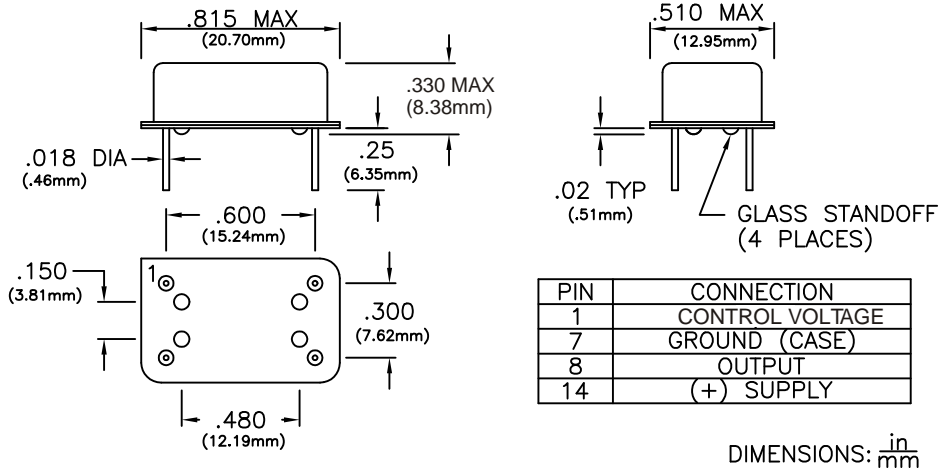 .815 MAX
(20.70mm)
.330 MAX
(8.38mm)
.018 DIA
(.46mm)
.25
(6.35mm)
.600
(15.24mm)
.150
(3.81mm)
1
.300
(7.62mm)
.480
(12.19mm)
.510 MAX
(12.95mm)
.02 TYP
(.51mm)
GLASS STANDOFF
(4 PLACES)
PIN CONNECTION
1 CONTROL VOLTAGE
7 GROUND (CASE)
8 OUTPUT
14 (+) SUPPLY
DIMENSIONS: in
mm